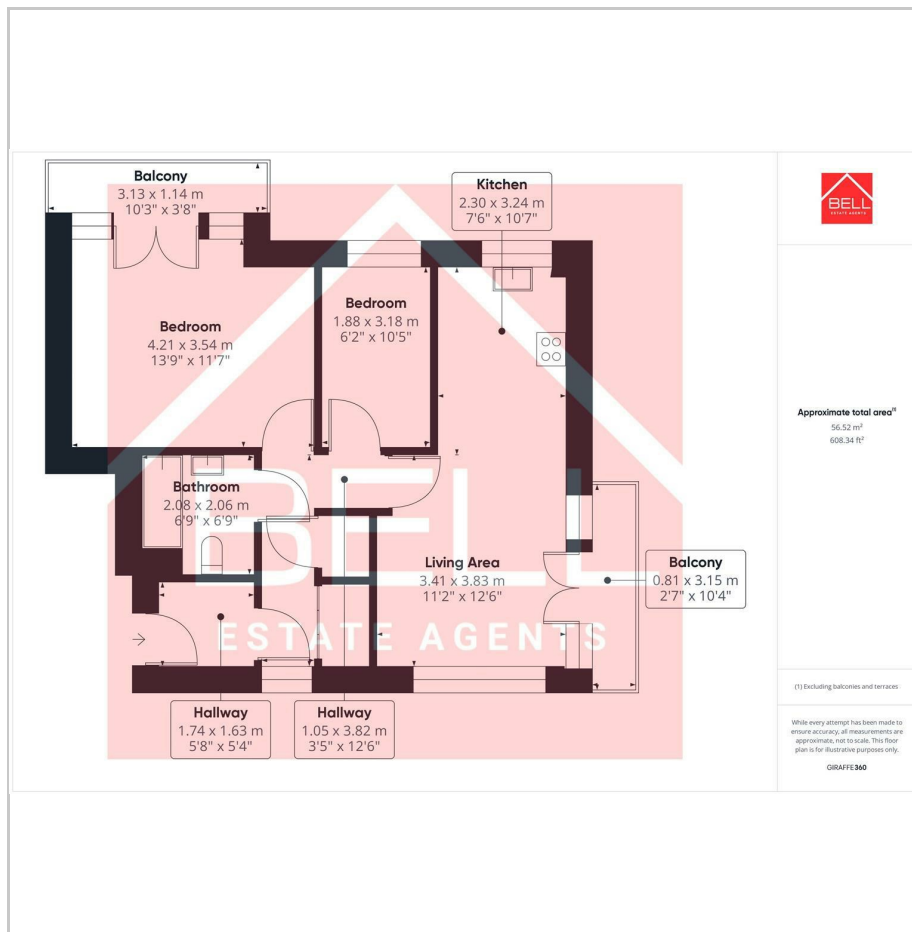 Balcony
3.13 x 1.14 m
10'3" x 3'8"
Kitchen
2.30 x 3.24 m
7'6" x 10'7"
Bedroom
4.21 x 3.54 m
13'9" x 11'7"
Bedroom
1.88 x 3.18 m
6'2" x 10'5"
Bathroom
2.08 x 2.06 m
6'9" x 6'9"
Living Area
3.41 x 3.83 m
11'2" x 12'6"
Balcony
0.81 x 3.15 m
2'7" x 10'4"
Hallway
1.74 x 1.63 m
5'8" x 5'4"
Hallway
1.05 x 3.82 m
3'5" x 12'6"
BELL
ESTATE AGENTS
BELL
ESTATE AGENTS
Approximate total area⁽¹⁾
56.52 m²
608.34 ft²
(1) Excluding balconies and terraces
While every attempt has been made to
ensure accuracy, all measurements are
approximate, not to scale. This floor
plan is for illustrative purposes only.
GIRAFFE360